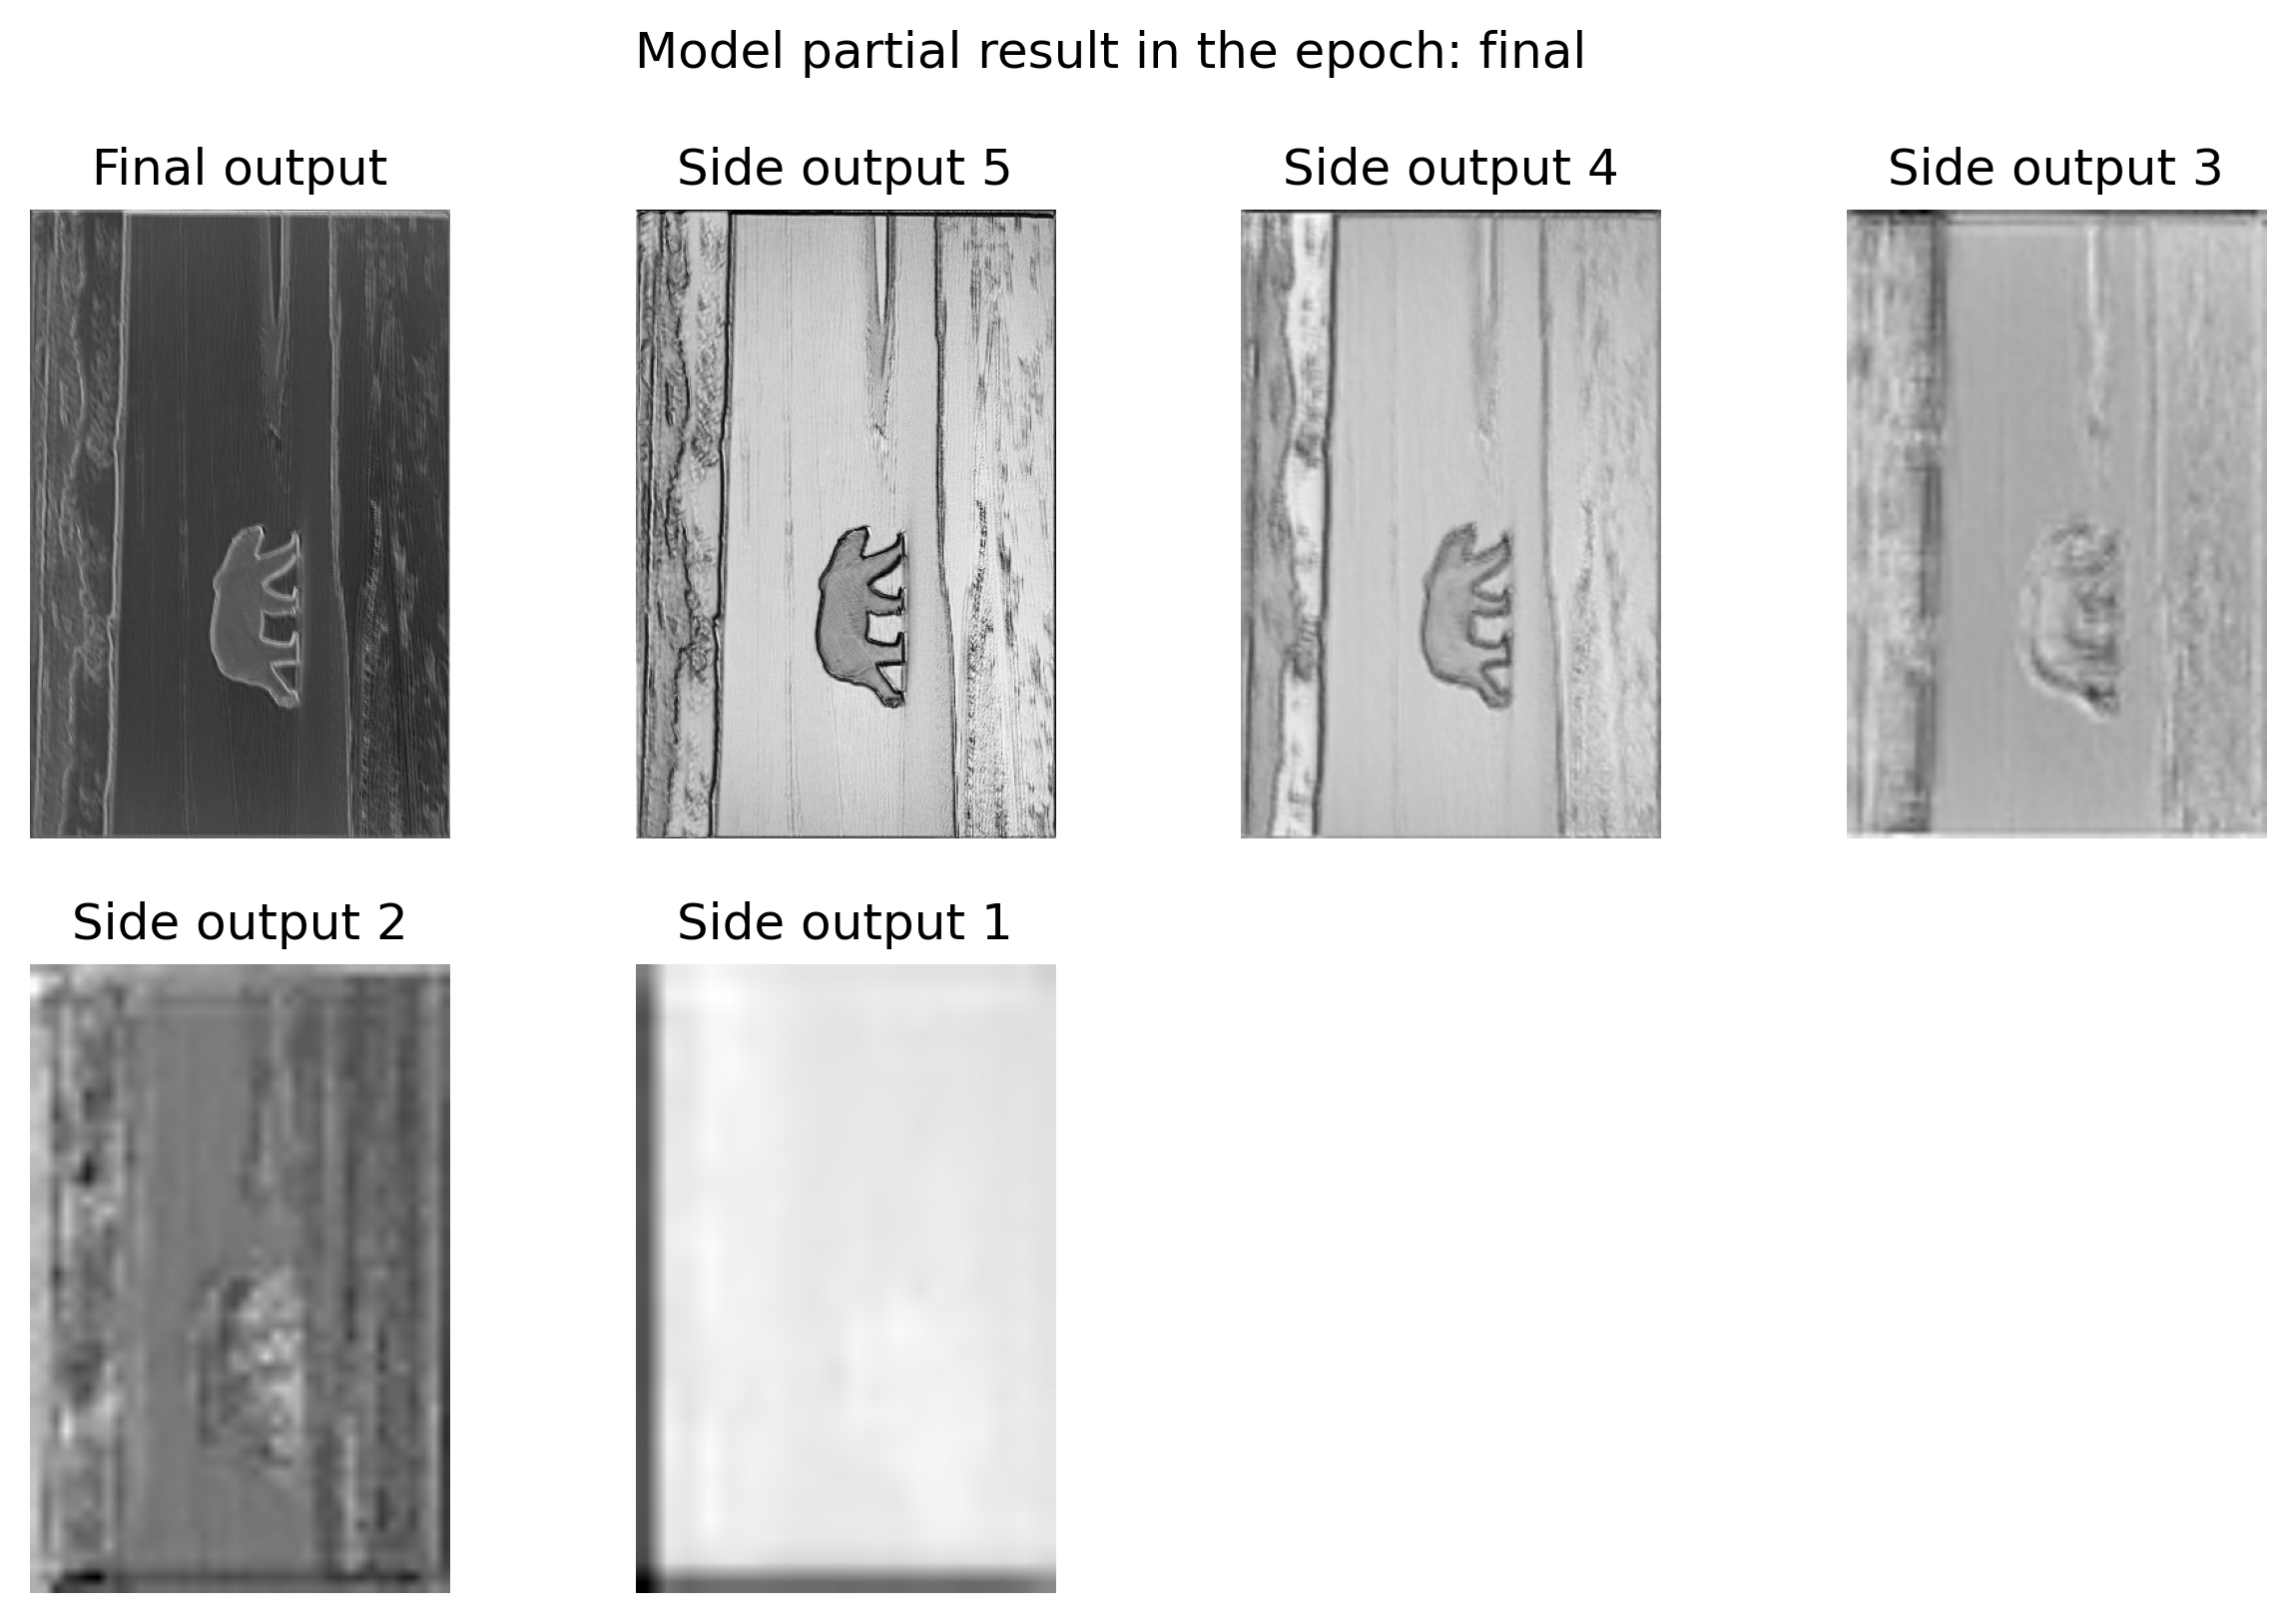 Model partial result in the epoch: final
Final output
Side output 5
Side output 4
Side output 3
Side output 2
Side output 1